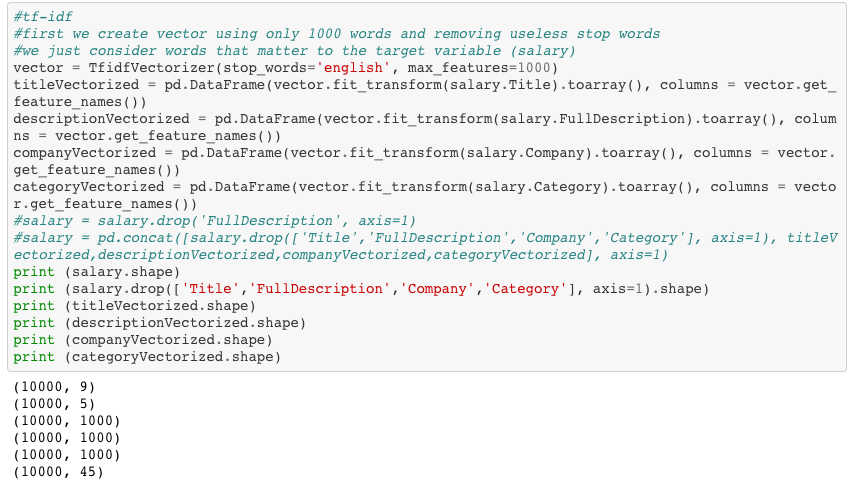 #tf-idf
#first we create vector using only 1000 words and removing useless stop words
#we just consider words that matter to the target variable (salary)
vector = TfidfVectorizer(stop_words='english', max_features=1000)
titleVectorized = pd.DataFrame(vector.fit_transform(salary.Title).toarray(), columns = vector.get_
feature_names())
descriptionVectorized = pd.DataFrame(vector.fit_transform(salary.FullDescription).toarray(), colum
ns = vector.get_feature_names())
companyVectorized = pd.DataFrame(vector.fit_transform(salary.Company).toarray(), columns = vector.
get_feature_names())
categoryVectorized = pd.DataFrame(vector.fit_transform(salary.Category).toarray(), columns = vecto
r.get_feature_names())
#salary = salary.drop('FullDescription', axis=1)
#salary = pd.concat([salary.drop(['Title','FullDescription','Company','Category'], axis=1), titleV
ectorized,descriptionVectorized,companyVectorized,categoryVectorized], axis=1)
print (salary.shape)
print (salary.drop(['Title','FullDescription','Company','Category'], axis=1).shape)
print (titleVectorized.shape)
print (descriptionVectorized.shape)
print (companyVectorized.shape)
print (categoryVectorized.shape)
(10000, 9)
(10000, 5)
(10000, 1000)
(10000, 1000)
(10000, 1000)
(10000, 45)